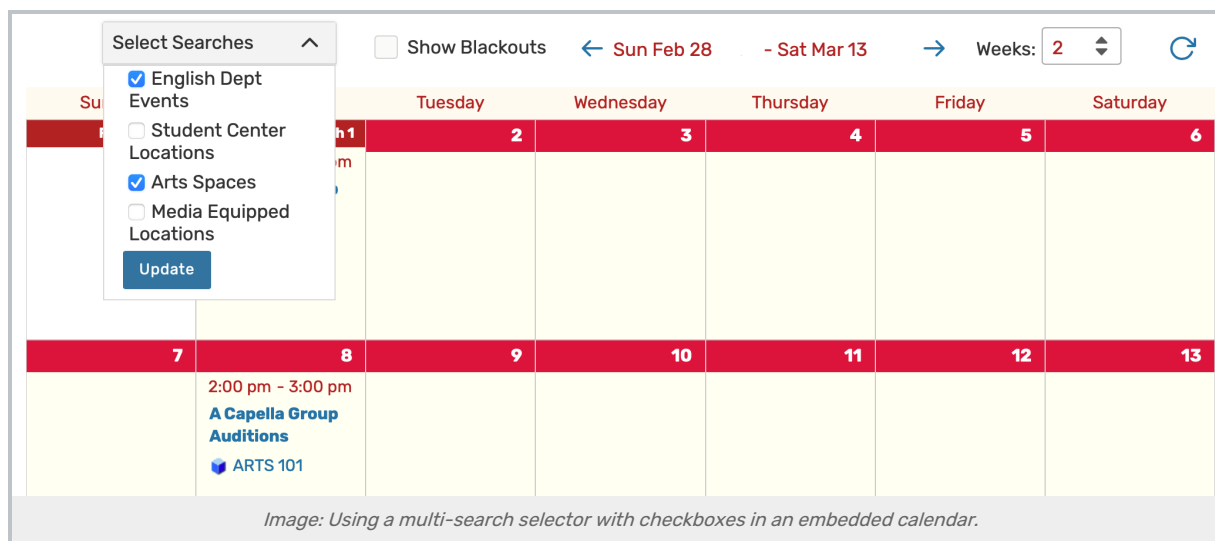 Select Searches
Show Blackouts
Sun Feb 28 - Sat Mar 13
Weeks: 2
English Dept
Events
Student Center
Locations
Arts Spaces
Media Equipped
Locations
Update
Tuesday Wednesday Thursday Friday Saturday
2 3 4 5 6
7 8 9 10 11 12 13
2:00 pm - 3:00 pm
A Capella Group
Auditions
ARTS 101
Image: Using a multi-search selector with checkboxes in an embedded calendar.